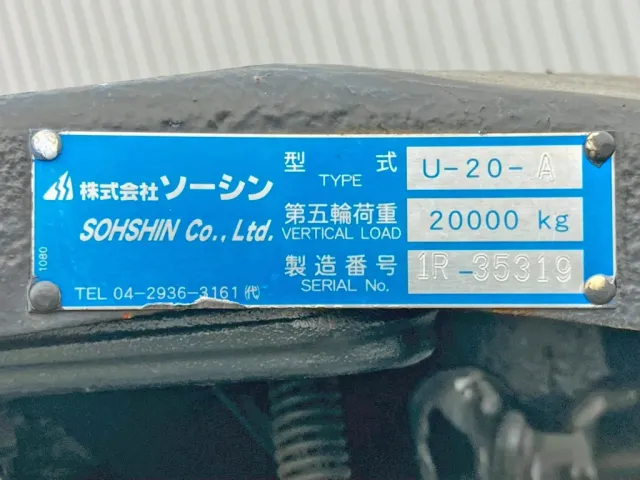 株式会社ソーシン
SOHSHIN Co., Ltd.
型式 U-20-A
TYPE
第五輪荷重 20000 kg
VERTICAL LOAD
製造番号 1R-35319
SERIAL No.
TEL 04-2936-3161 ㈹
1080